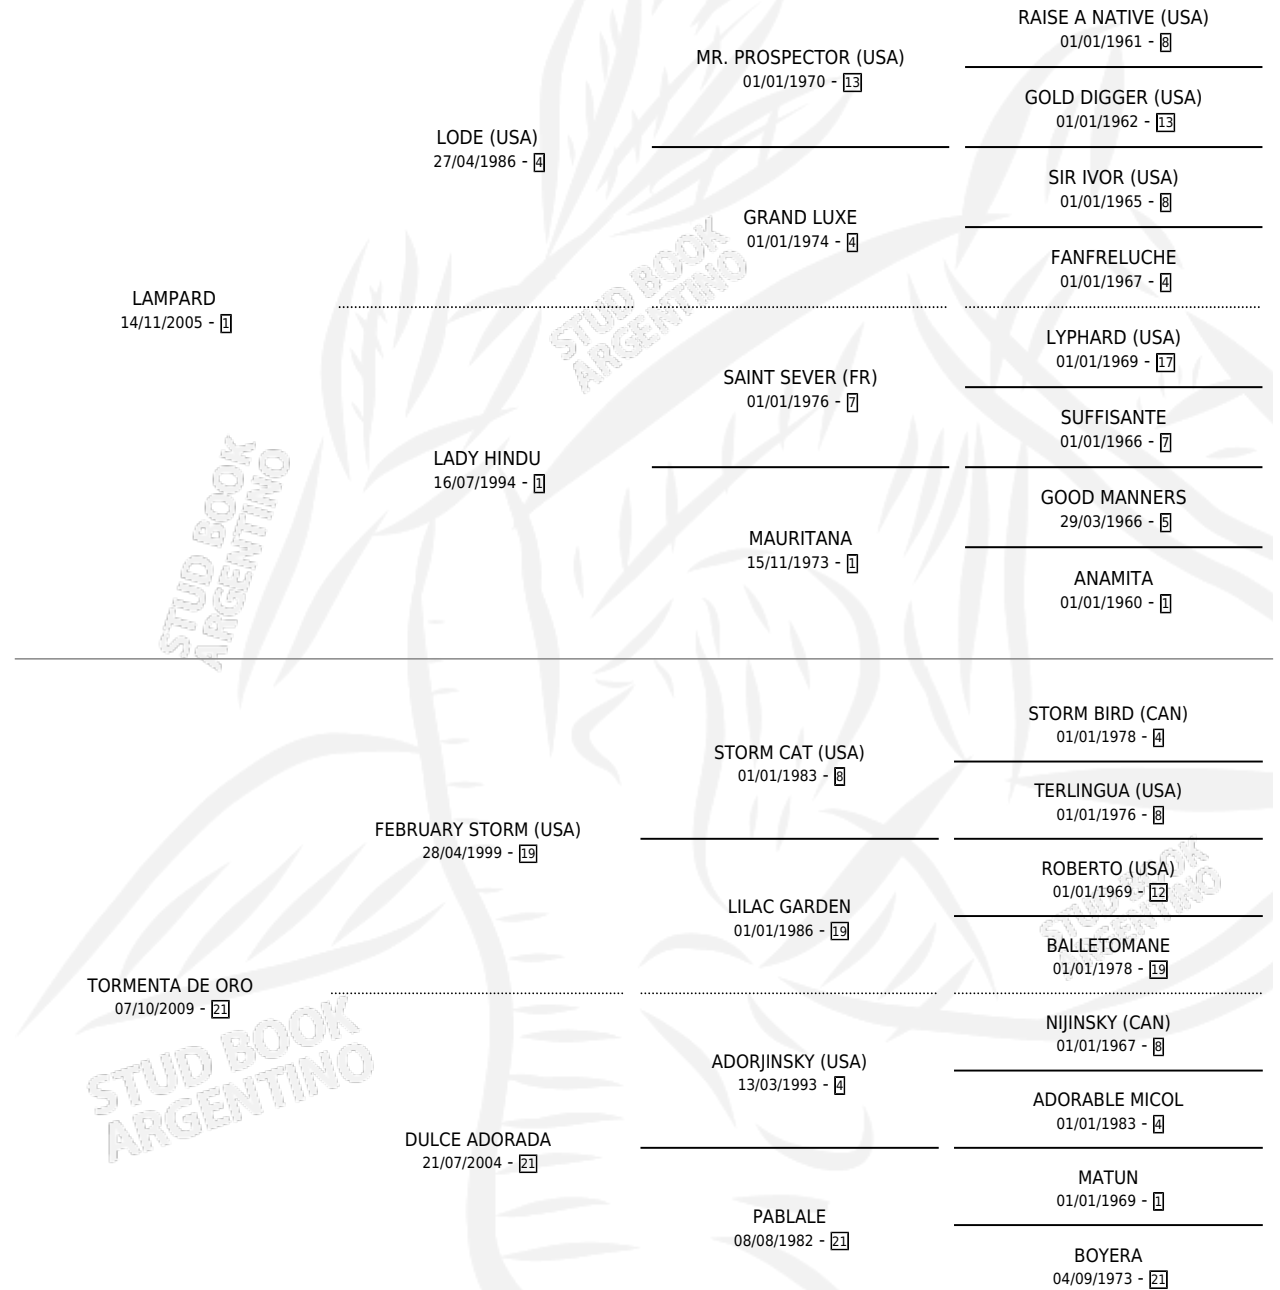 RAISE A NATIVE (USA)
01/01/1961 - 8
MR. PROSPECTOR (USA)
01/01/1970 - 13
GOLD DIGGER (USA)
01/01/1962 - 13
LODE (USA)
27/04/1986 - 4
SIR IVOR (USA)
01/01/1965 - 8
GRAND LUXE
01/01/1974 - 4
FANFRELUCHE
01/01/1967 - 4
LAMPARD
14/11/2005 - 1
LYPHARD (USA)
01/01/1969 - 17
SAINT SEVER (FR)
01/01/1976 - 7
SUFFISANTE
01/01/1966 - 7
LADY HINDU
16/07/1994 - 1
GOOD MANNERS
29/03/1966 - 5
MAURITANA
15/11/1973 - 1
ANAMITA
01/01/1960 - 1
STORM BIRD (CAN)
01/01/1978 - 4
STORM CAT (USA)
01/01/1983 - 8
TERLINGUA (USA)
01/01/1976 - 8
FEBRUARY STORM (USA)
28/04/1999 - 19
ROBERTO (USA)
01/01/1969 - 12
LILAC GARDEN
01/01/1986 - 19
BALLETOMANE
01/01/1978 - 19
TORMENTA DE ORO
07/10/2009 - 21
NIJINSKY (CAN)
01/01/1967 - 8
ADORJINSKY (USA)
13/03/1993 - 4
ADORABLE MICOL
01/01/1983 - 4
DULCE ADORADA
21/07/2004 - 21
MATUN
01/01/1969 - 1
PABLALE
08/08/1982 - 21
BOYERA
04/09/1973 - 21
STUD BOOK
ARGENTINO
STUD BOOK
ARGENTINO
STUD BOOK
ARGENTINO
STUD BOOK
ARGENTINO